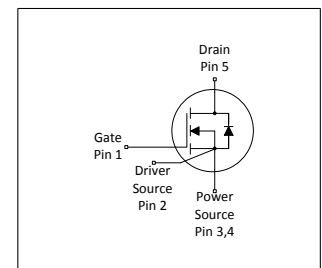 Drain
Pin 5
Gate
Pin 1
Driver
Source
Pin 2
Power
Source
Pin 3,4